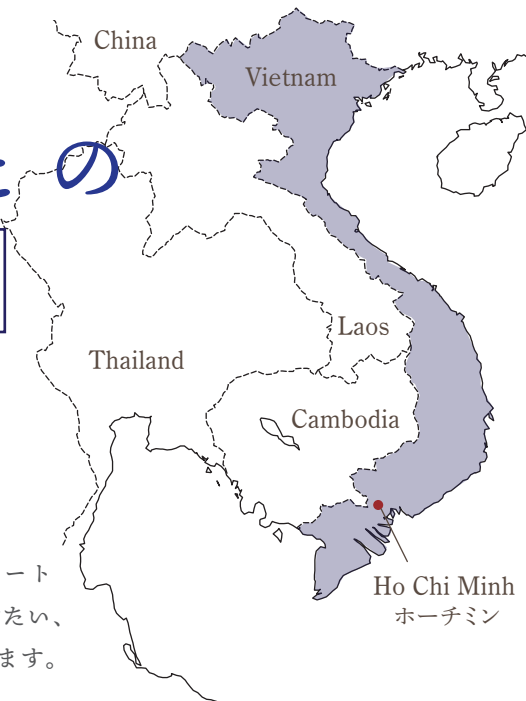 China
Vietnam
の
Laos
Thailand
Cambodia
Ho Chi Minh
ホーチミン
ート
たい、
ます。